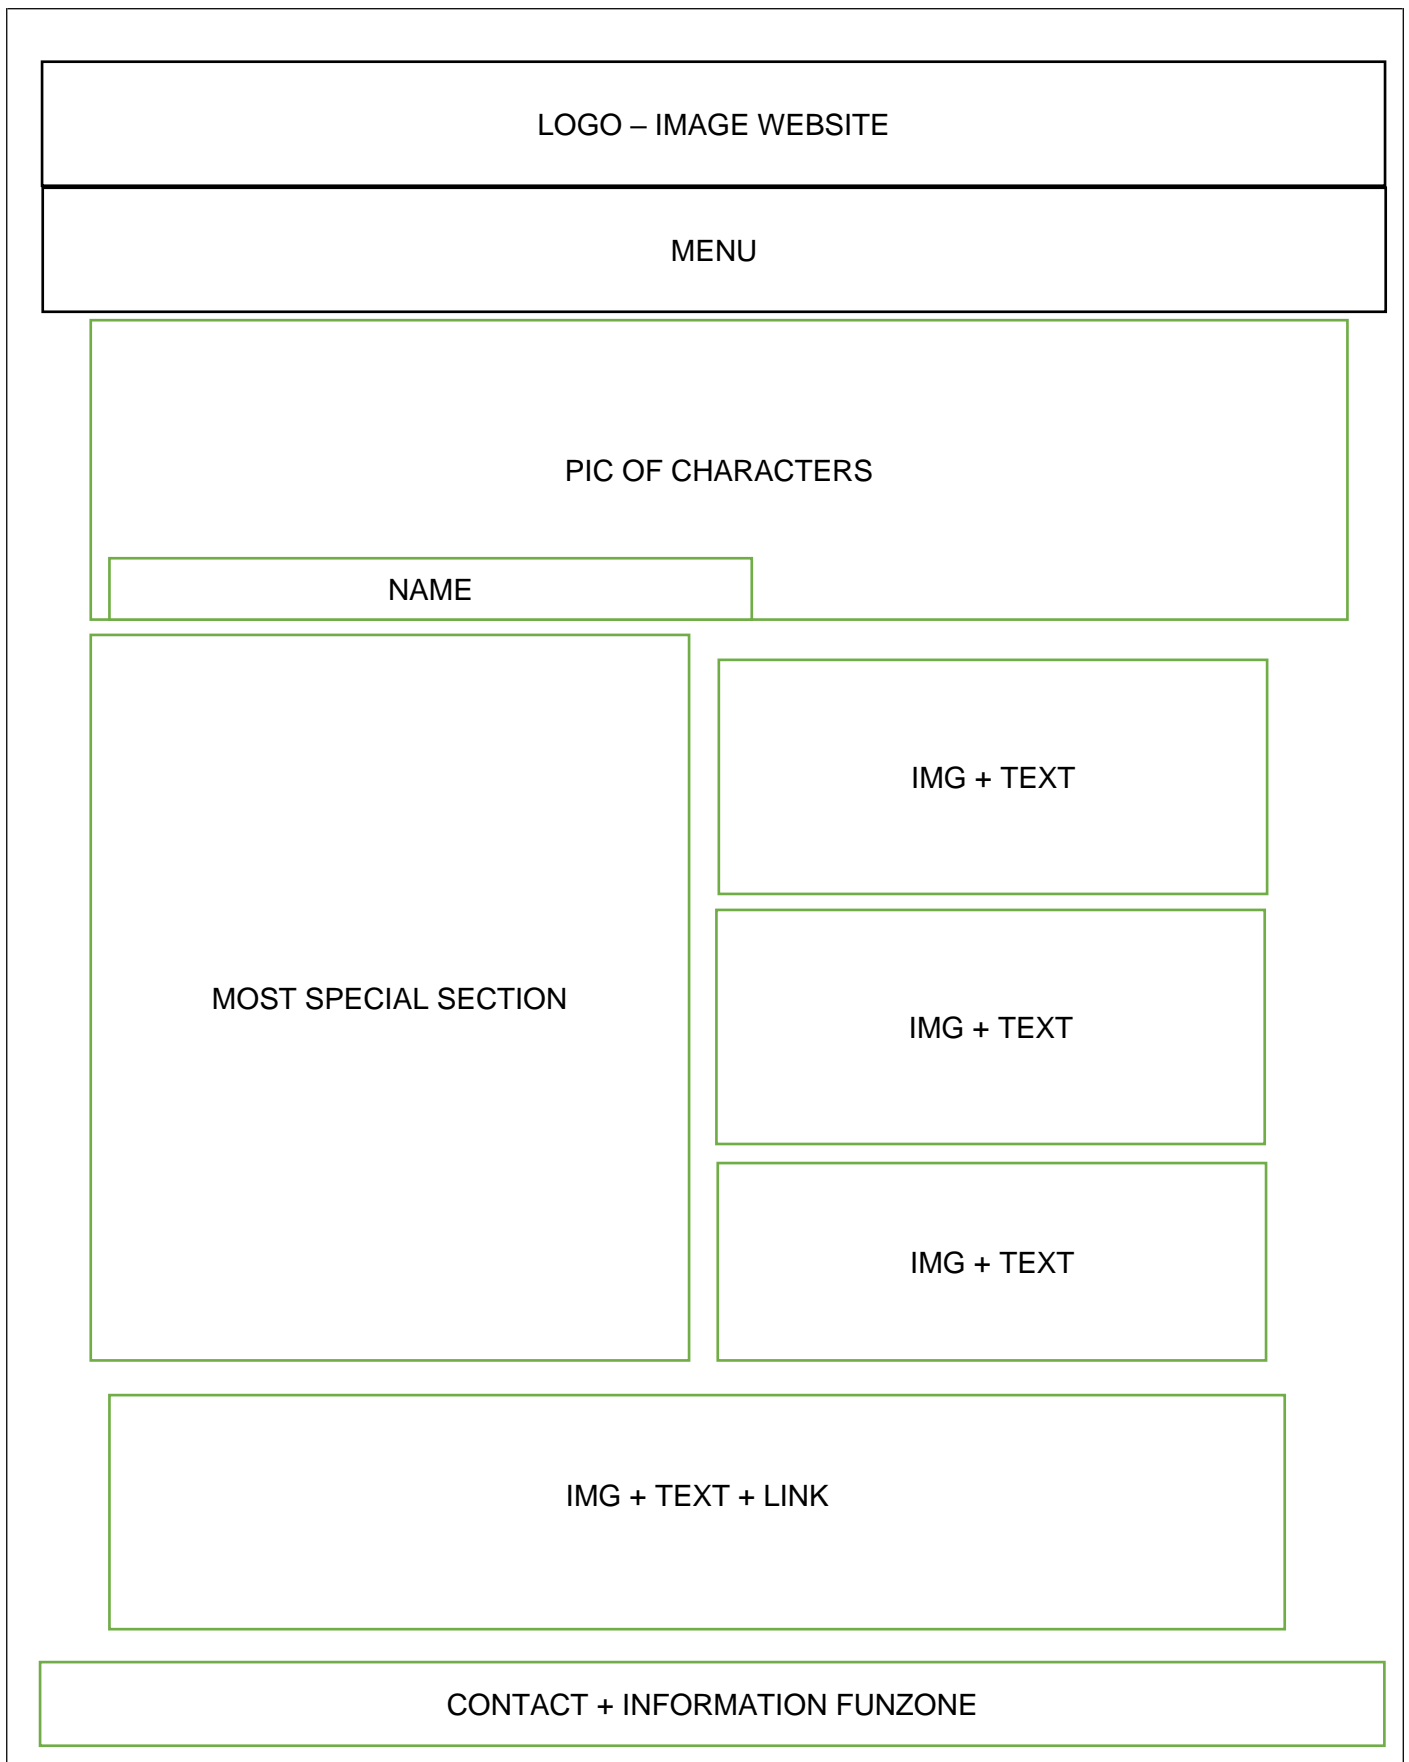 LOGO – IMAGE WEBSITE
MENU
PIC OF CHARACTERS
NAME
MOST SPECIAL SECTION
IMG + TEXT
IMG + TEXT
IMG + TEXT
IMG + TEXT + LINK
CONTACT + INFORMATION FUNZONE